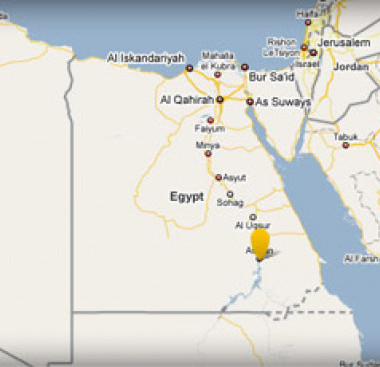 Haifa
Jerusalem
Rishon
LeTsiyon
Israel
Jordan
Mahalla
el Kubra
Al Iskandariyah
Bur Sa'id
Al Qahirah
As Suways
Faiyum
Minya
Tabuk
Asyut
Egypt
Sohag
Al Uqsur
Al Farsh